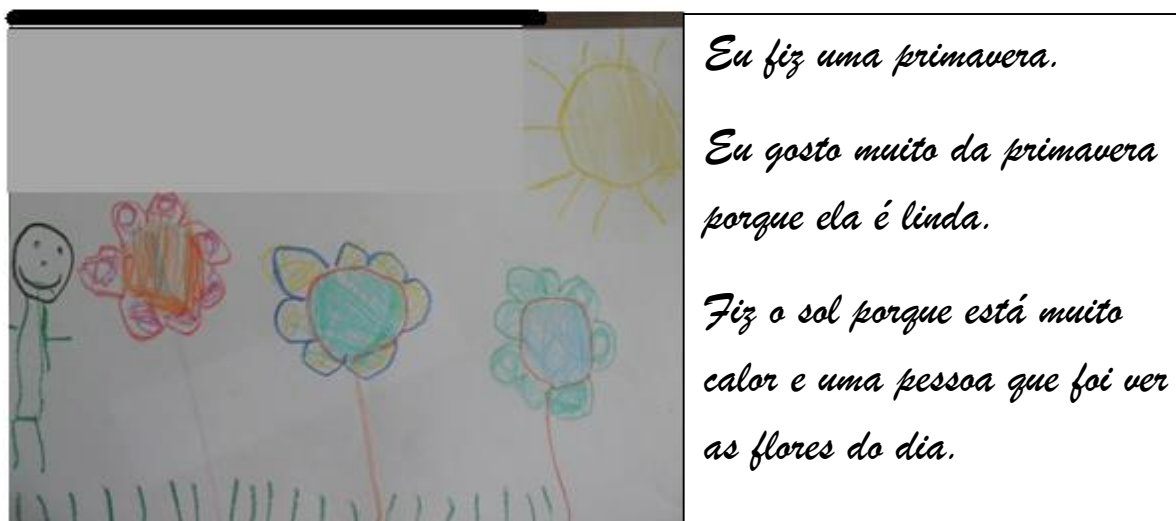 Eu fiz uma primavera.
Eu gosto muito da primavera
porque ela é linda.
Fiz o sol porque está muito
calor e uma pessoa que foi ver
as flores do dia.